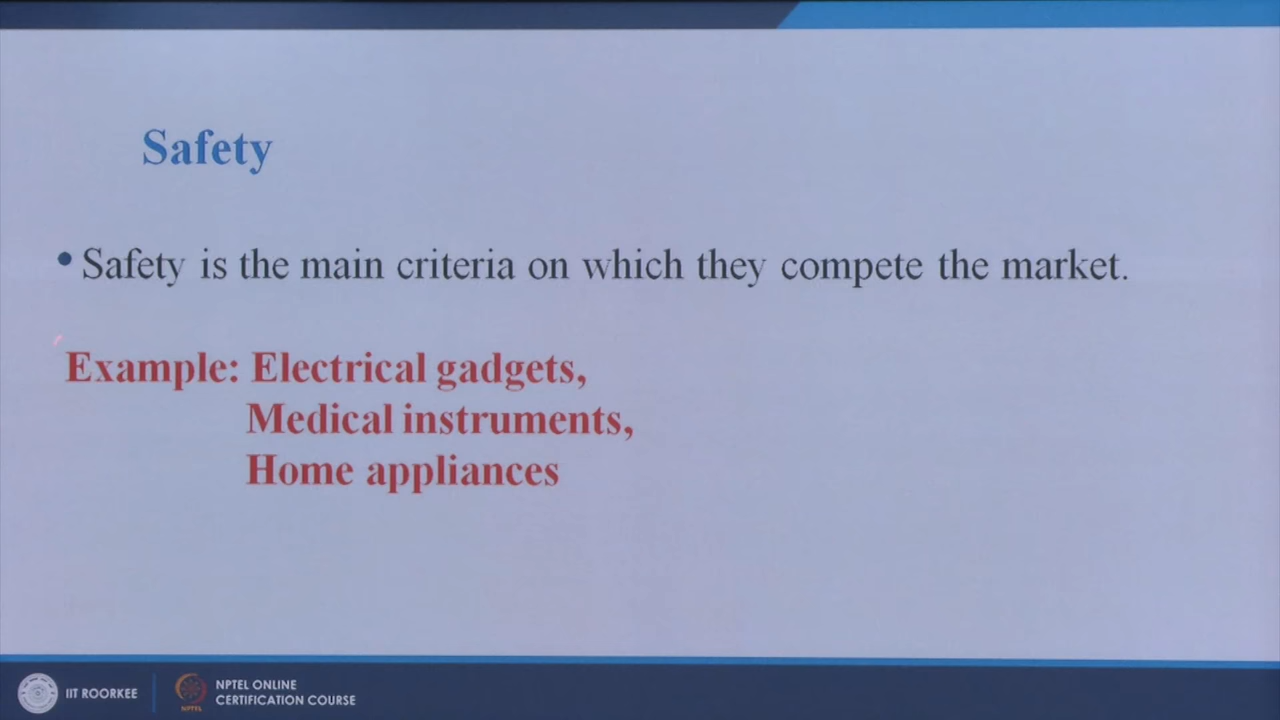 Safety
• Safety is the main criteria on which they compete the market.
Example: Electrical gadgets,
Medical instruments,
Home appliances
IIT ROORKEE
NPTEL ONLINE
CERTIFICATION COURSE
NPTEL